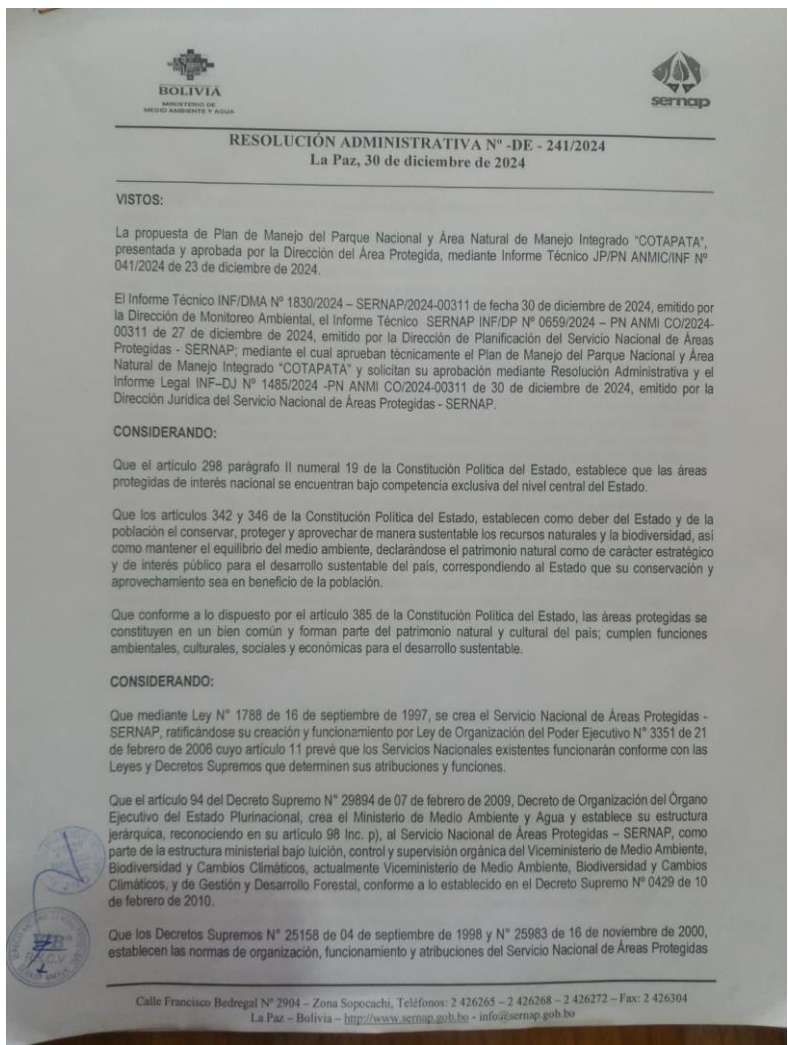 BOLIVIA
MINISTERIO DE
MEDIO AMBIENTE Y AGUA
sernap
RESOLUCIÓN ADMINISTRATIVA Nº -DE - 241/2024
La Paz, 30 de diciembre de 2024
VISTOS:
La propuesta de Plan de Manejo del Parque Nacional y Área Natural de Manejo Integrado "COTAPATA",
presentada y aprobada por la Dirección del Área Protegida, mediante Informe Técnico JP/PN ANMIC/INF Nº
041/2024 de 23 de diciembre de 2024.
El Informe Técnico INF/DMA Nº 1830/2024 – SERNAP/2024-00311 de fecha 30 de diciembre de 2024, emitido por
la Dirección de Monitoreo Ambiental, el Informe Técnico SERNAP INF/DP Nº 0659/2024 – PN ANMI CO/2024-
00311 de 27 de diciembre de 2024, emitido por la Dirección de Planificación del Servicio Nacional de Áreas
Protegidas - SERNAP; mediante el cual aprueban técnicamente el Plan de Manejo del Parque Nacional y Área
Natural de Manejo Integrado "COTAPATA" y solicitan su aprobación mediante Resolución Administrativa y el
Informe Legal INF–DJ Nº 1485/2024 -PN ANMI CO/2024-00311 de 30 de diciembre de 2024, emitido por la
Dirección Jurídica del Servicio Nacional de Áreas Protegidas - SERNAP.
CONSIDERANDO:
Que el artículo 298 parágrafo II numeral 19 de la Constitución Política del Estado, establece que las áreas
protegidas de interés nacional se encuentran bajo competencia exclusiva del nivel central del Estado.
Que los artículos 342 y 346 de la Constitución Política del Estado, establecen como deber del Estado y de la
población el conservar, proteger y aprovechar de manera sustentable los recursos naturales y la biodiversidad, así
como mantener el equilibrio del medio ambiente, declarándose el patrimonio natural como de carácter estratégico
y de interés público para el desarrollo sustentable del país, correspondiendo al Estado que su conservación y
aprovechamiento sea en beneficio de la población.
Que conforme a lo dispuesto por el artículo 385 de la Constitución Política del Estado, las áreas protegidas se
constituyen en un bien común y forman parte del patrimonio natural y cultural del país; cumplen funciones
ambientales, culturales, sociales y económicas para el desarrollo sustentable.
CONSIDERANDO:
Que mediante Ley N° 1788 de 16 de septiembre de 1997, se crea el Servicio Nacional de Áreas Protegidas -
SERNAP, ratificándose su creación y funcionamiento por Ley de Organización del Poder Ejecutivo N° 3351 de 21
de febrero de 2006 cuyo artículo 11 prevé que los Servicios Nacionales existentes funcionarán conforme con las
Leyes y Decretos Supremos que determinen sus atribuciones y funciones.
Que el artículo 94 del Decreto Supremo N° 29894 de 07 de febrero de 2009, Decreto de Organización del Órgano
Ejecutivo del Estado Plurinacional, crea el Ministerio de Medio Ambiente y Agua y establece su estructura
jerárquica, reconociendo en su artículo 98 Inc. p), al Servicio Nacional de Áreas Protegidas – SERNAP, como
parte de la estructura ministerial bajo tuición, control y supervisión orgánica del Viceministerio de Medio Ambiente,
Biodiversidad y Cambios Climáticos, actualmente Viceministerio de Medio Ambiente, Biodiversidad y Cambios
Climáticos, y de Gestión y Desarrollo Forestal, conforme a lo establecido en el Decreto Supremo Nº 0429 de 10
de febrero de 2010.
Que los Decretos Supremos N° 25158 de 04 de septiembre de 1998 y N° 25983 de 16 de noviembre de 2000,
establecen las normas de organización, funcionamiento y atribuciones del Servicio Nacional de Áreas Protegidas
Calle Francisco Bedregal Nº 2904 – Zona Sopocachi, Teléfonos: 2 426265 – 2 426268 – 2 426272 – Fax: 2 426304
La Paz – Bolivia – http://www.sernap.gob.bo - info@sernap.gob.bo